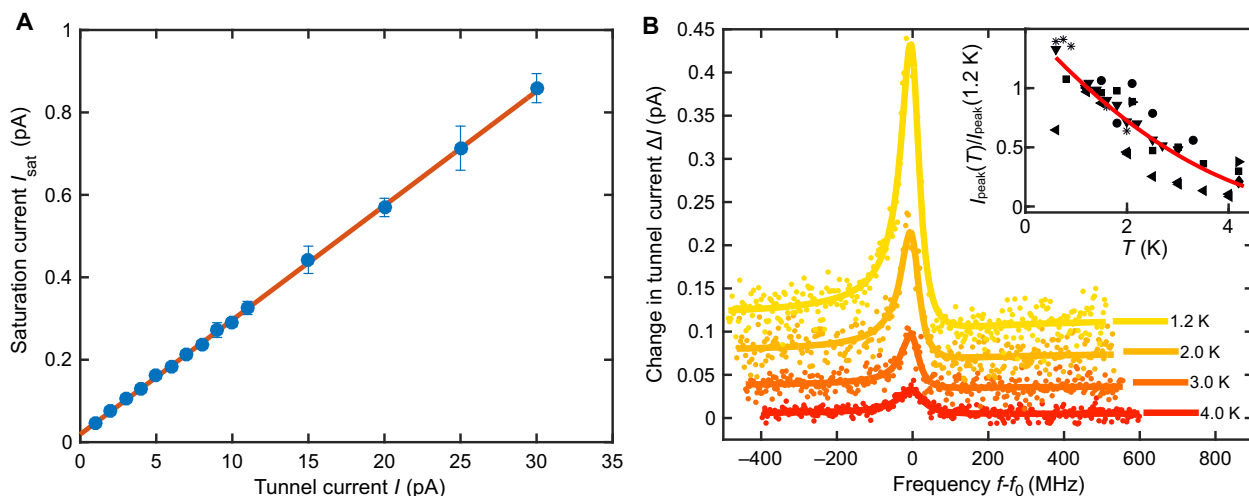 A
Saturation current I_sat (pA)
1
0.8
0.6
0.4
0.2
0
0 5 10 15 20 25 30 35
Tunnel current I (pA)
B
Change in tunnel current ΔI (pA)
0.45
0.4
0.35
0.3
0.25
0.2
0.15
0.1
0.05
0
–400 –200 0 200 400 600 800
Frequency f-f_0 (MHz)
1.2 K
2.0 K
3.0 K
4.0 K
I_peak(T)/I_peak(1.2 K)
1
0.5
0
0 2 4
T (K)